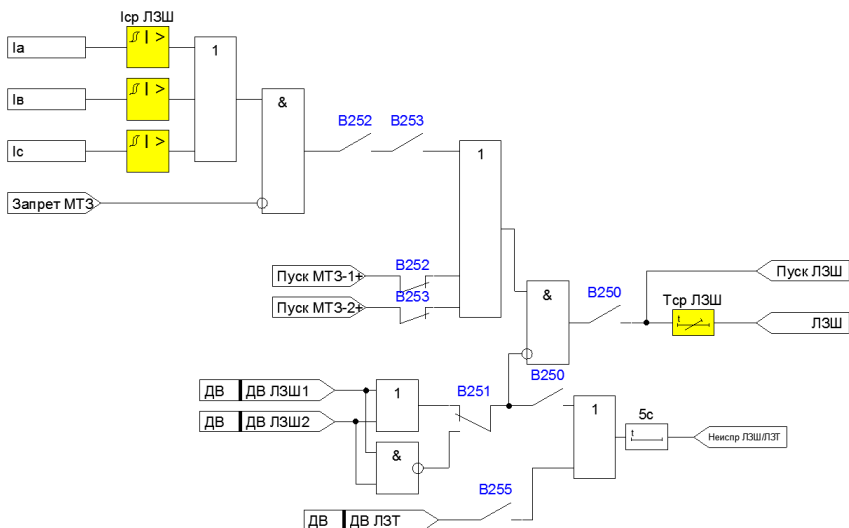 Iср ЛЗШ
Iа
I >
1
Iв
I >
&
Iс
I >
В252 В253
1
Запрет МТЗ
Пуск МТЗ-1+
В252
Пуск МТЗ-2+
В253
&
В250
Пуск ЛЗШ
Тср ЛЗШ
t
ЛЗШ
ДВ ДВ ЛЗШ1
1
В251
В250
ДВ ДВ ЛЗШ2
1
5с
t
Неиспр ЛЗШ/ЛЗТ
&
В255
ДВ ДВ ЛЗТ